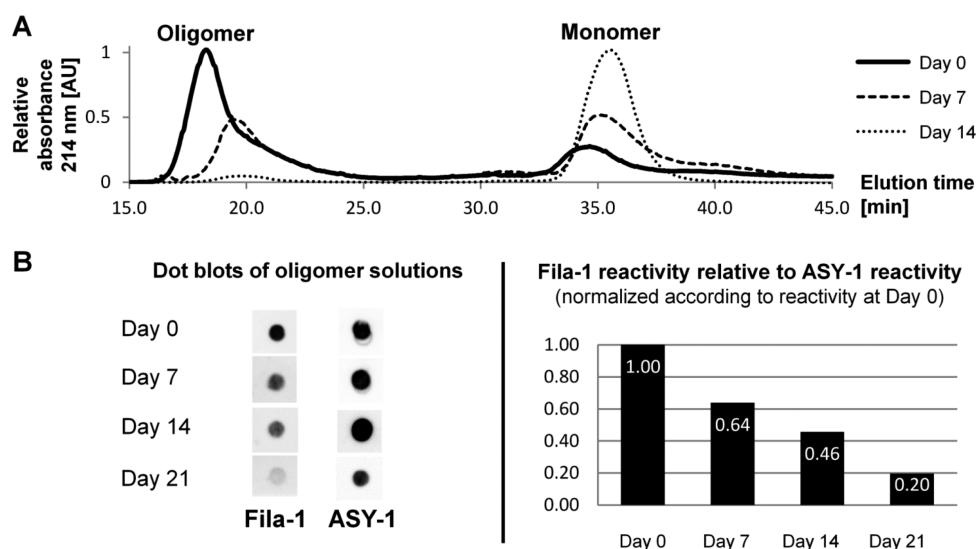 A
Oligomer
Monomer
Relative
absorbance
214 nm [AU]
1
0.5
0
15.0 20.0 25.0 30.0 35.0 40.0 45.0
Elution time
[min]
Day 0
Day 7
Day 14
B
Dot blots of oligomer solutions
Day 0
Day 7
Day 14
Day 21
Fila-1 ASY-1
Fila-1 reactivity relative to ASY-1 reactivity
(normalized according to reactivity at Day 0)
1.00
0.80
0.60
0.40
0.20
0.00
1.00
0.64
0.46
0.20
Day 0 Day 7 Day 14 Day 21